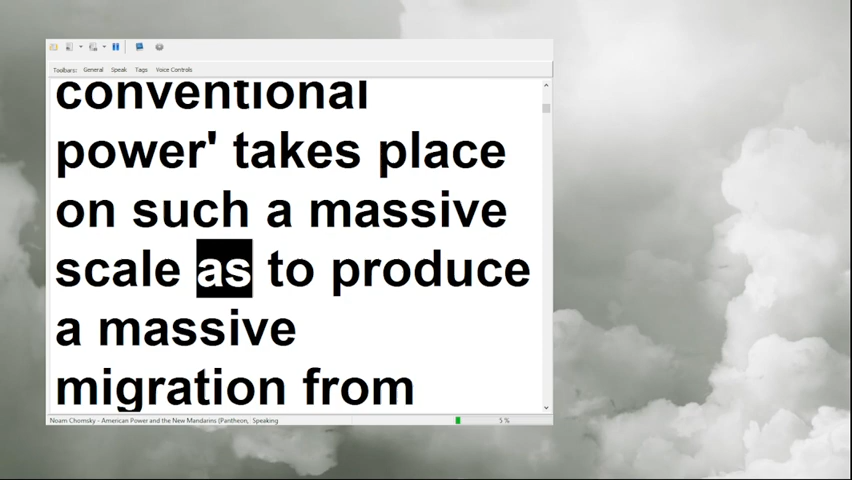 Toolbars: General Speak Tags Voice Controls
conventional
power' takes place
on such a massive
scale as to produce
a massive
migration from
Noam Chomsky - American Power and the New Mandarins (Pantheon, Speaking 5 %